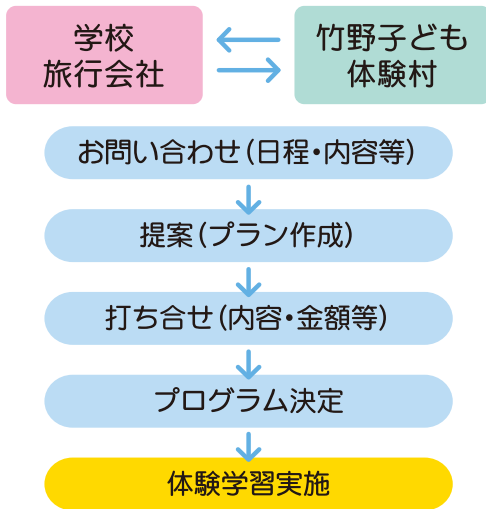 学校
旅行会社
竹野子ども
体験村
お問い合わせ（日程・内容等）
提案（プラン作成）
打ち合せ（内容・金額等）
プログラム決定
体験学習実施